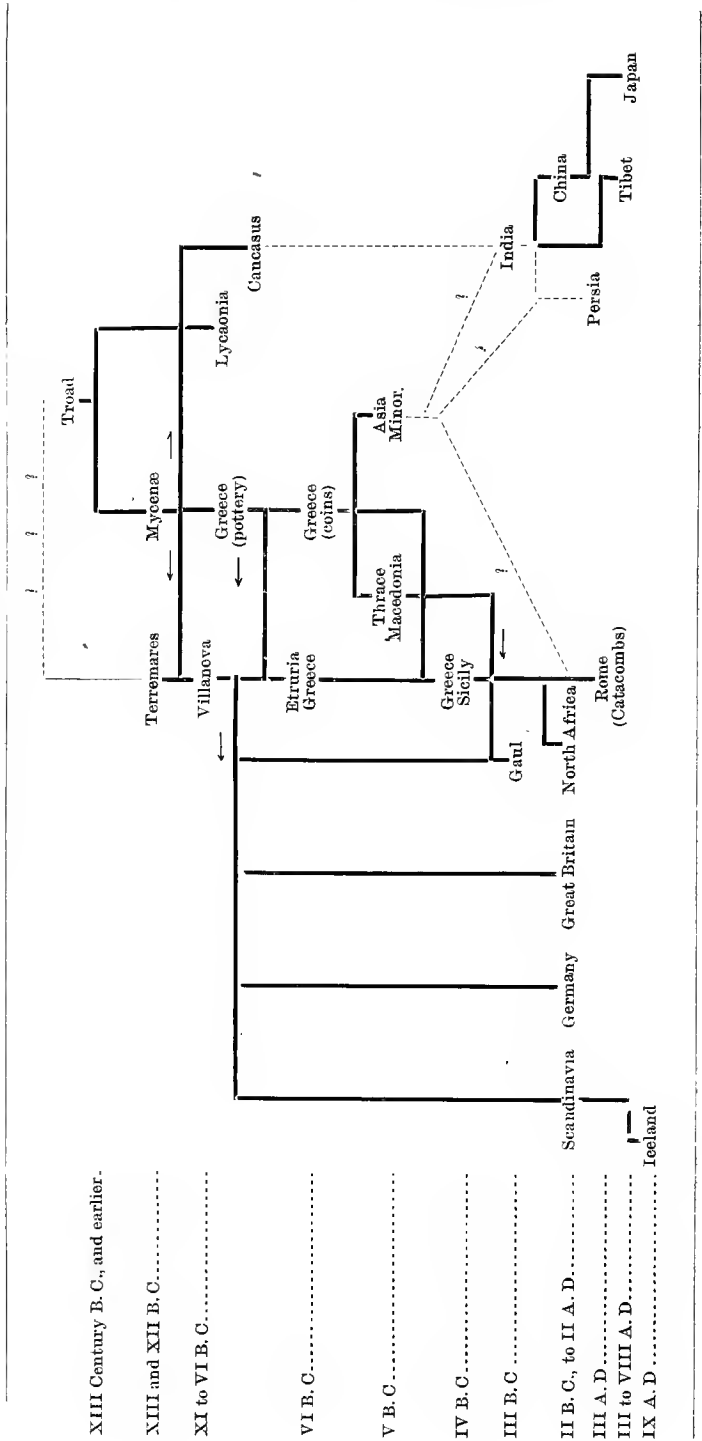 XIII Century B. C., and earlier
XIII and XII B. C.
XI to VI B. C.
VI B. C.
V B. C.
IV B. C.
III B. C
II B. C., to II A. D.
III A. D
III to VIII A. D
IX A. D
? ? ?
Troad
Terremares
Mycenæ
Villanova
Greece
(pottery)
Lycaonia
Caucasus
Etruria
Greece
Greece
(coins)
Thrace
Macedonia
Asia
Minor.
Greece
Sicily
Gaul
?
?
?
India
Scandinavia
Germany
Great Britain
North Africa
Rome
(Catacombs)
Persia
China
Tibet
Japan
Iceland